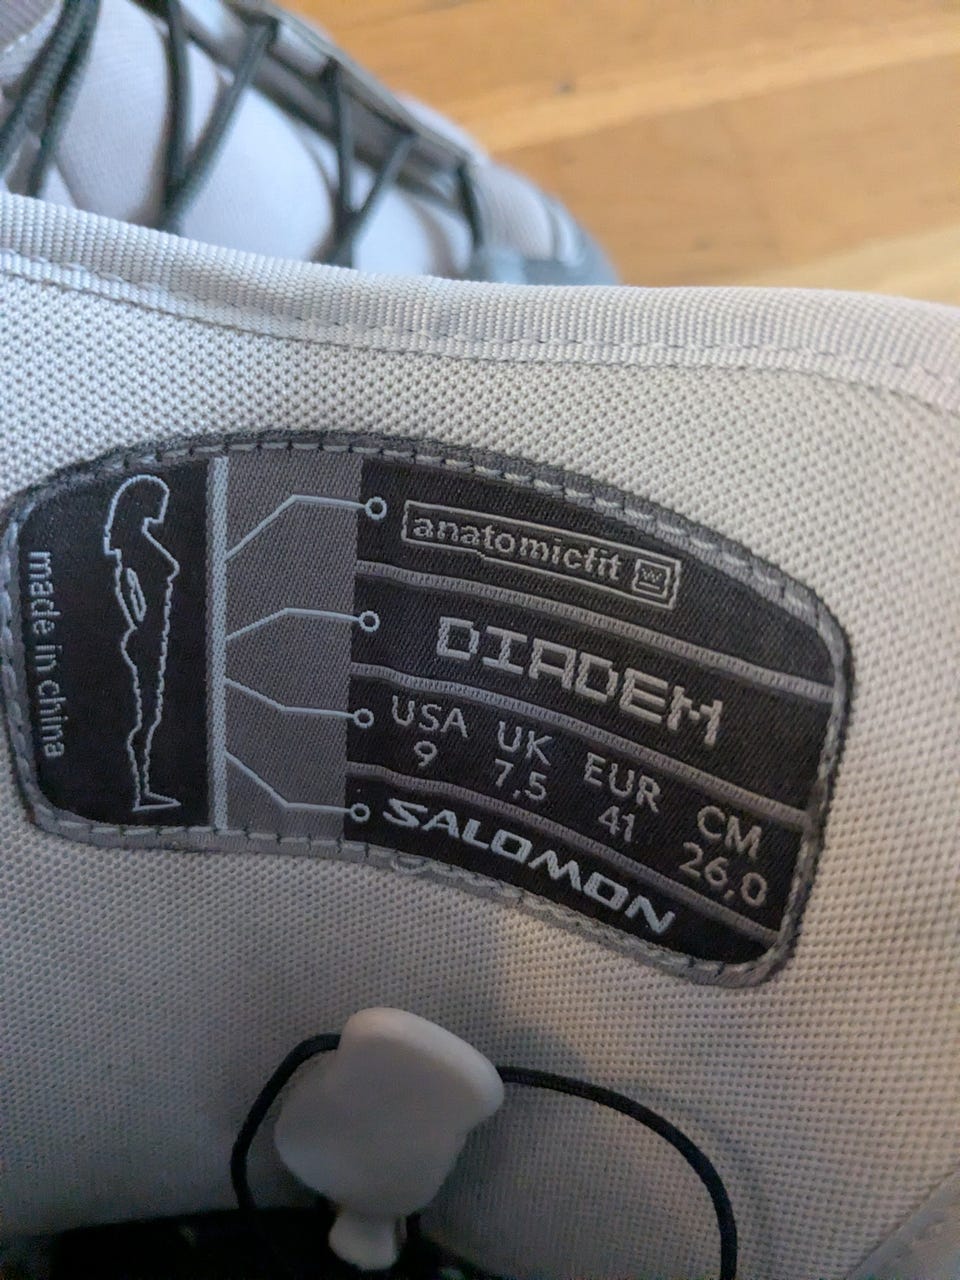 made in china
anatomicfit
DIADEM
USA UK EUR CM
9 7,5 41 26,0
SALOMON